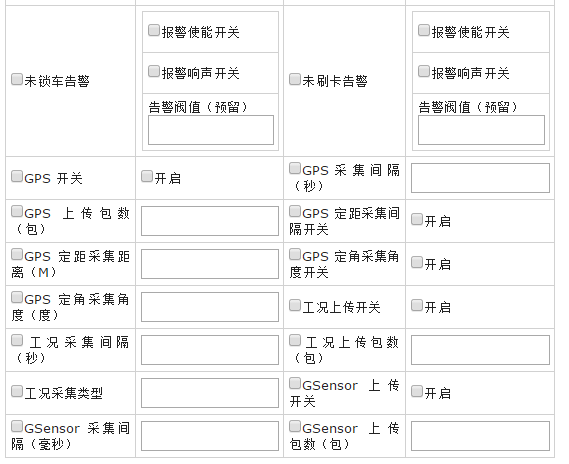 未锁车告警
报警使能开关
报警响声开关
告警阀值（预留）
未刷卡告警
报警使能开关
报警响声开关
告警阀值（预留）
GPS 开关
开启
GPS 采集间隔
（秒）
GPS 上传包数
（包）
GPS 定距采集间
隔开关
开启
GPS 定距采集距
离（M）
GPS 定角采集角
度开关
开启
GPS 定角采集角
度（度）
工况上传开关
开启
工况采集间隔
（秒）
工况上传包数
（包）
工况采集类型
GSensor 上传
开关
开启
GSensor 采集间
隔（毫秒）
GSensor 上传
包数（包）